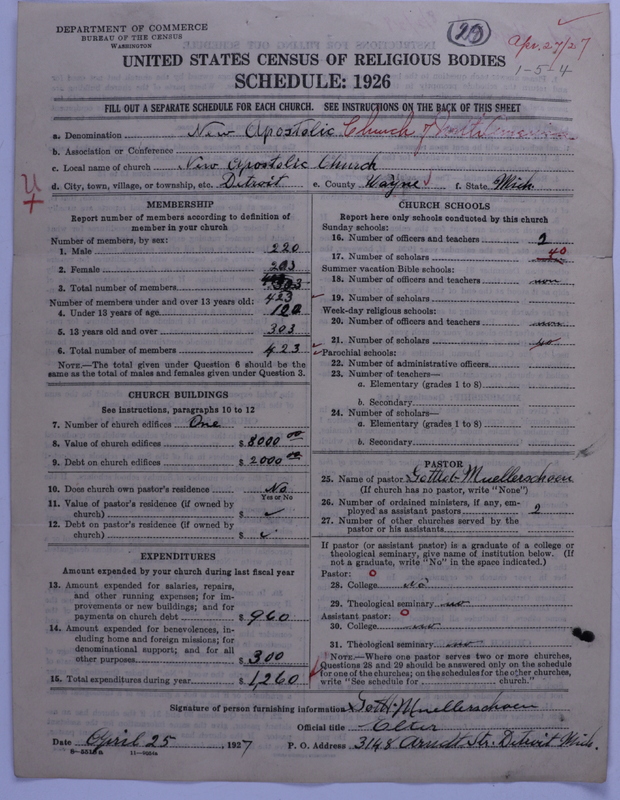 DEPARTMENT OF COMMERCE
BUREAU OF THE CENSUS
WASHINGTON
Apr. 27/27
1-5-4
UNITED STATES CENSUS OF RELIGIOUS BODIES
SCHEDULE: 1926
FILL OUT A SEPARATE SCHEDULE FOR EACH CHURCH. SEE INSTRUCTIONS ON THE BACK OF THIS SHEET
a. Denomination New Apostolic Church of North America
b. Association or Conference
c. Local name of church New Apostolic Church
d. City, town, village, or township, etc. Detroit e. County Wayne f. State Mich.
MEMBERSHIP
Report number of members according to definition of
member in your church
Number of members, by sex:
1. Male 220
2. Female 203
3. Total number of members
423
Number of members under and over 13 years old:
4. Under 13 years of age 120
5. 13 years old and over 303
6. Total number of members 423
NOTE.—The total given under Question 6 should be the
same as the total of males and females given under Question 3.
CHURCH BUILDINGS
See instructions, paragraphs 10 to 12
7. Number of church edifices One
8. Value of church edifices $ 8000 00
9. Debt on church edifices $ 2000 00
10. Does church own pastor's residence No
Yes or No
11. Value of pastor's residence (if owned by
church) $ ✓
12. Debt on pastor's residence (if owned by
church) $ ✓
EXPENDITURES
Amount expended by your church during last fiscal year
13. Amount expended for salaries, repairs,
and other running expenses; for im-
provements or new buildings; and for
payments on church debt $ 960
14. Amount expended for benevolences, in-
cluding home and foreign missions; for
denominational support; and for all
other purposes $ 300
15. Total expenditures during year $ 1,260
CHURCH SCHOOLS
Report here only schools conducted by this church
Sunday schools:
16. Number of officers and teachers 2
17. Number of scholars 40
Summer vacation Bible schools:
18. Number of officers and teachers non
19. Number of scholars
Week-day religious schools:
20. Number of officers and teachers non
21. Number of scholars
Parochial schools:
22. Number of administrative officers
23. Number of teachers—
a. Elementary (grades 1 to 8)
b. Secondary
24. Number of scholars—
a. Elementary (grades 1 to 8)
b. Secondary
PASTOR
25. Name of pastor Gottlob Muellerschoen
(If church has no pastor, write "None")
26. Number of ordained ministers, if any, em-
ployed as assistant pastors 2
27. Number of other churches served by the
pastor or his assistants
If pastor (or assistant pastor) is a graduate of a college or
theological seminary, give name of institution below. (If
not a graduate, write "No" in the space indicated.)
Pastor: 0
28. College no
29. Theological seminary no
Assistant pastor: 0
30. College no
31. Theological seminary no
NOTE.—Where one pastor serves two or more churches,
Questions 28 and 29 should be answered only on the schedule
for one of the churches; on the schedules for the other churches,
write "See schedule for church."
Signature of person furnishing information Gottl. Muellerschoen
Official title Elter
Date April 25, 1927 P. O. Address 3148 Arndt Str. Detroit Mich.
8-5518a 11-9054a